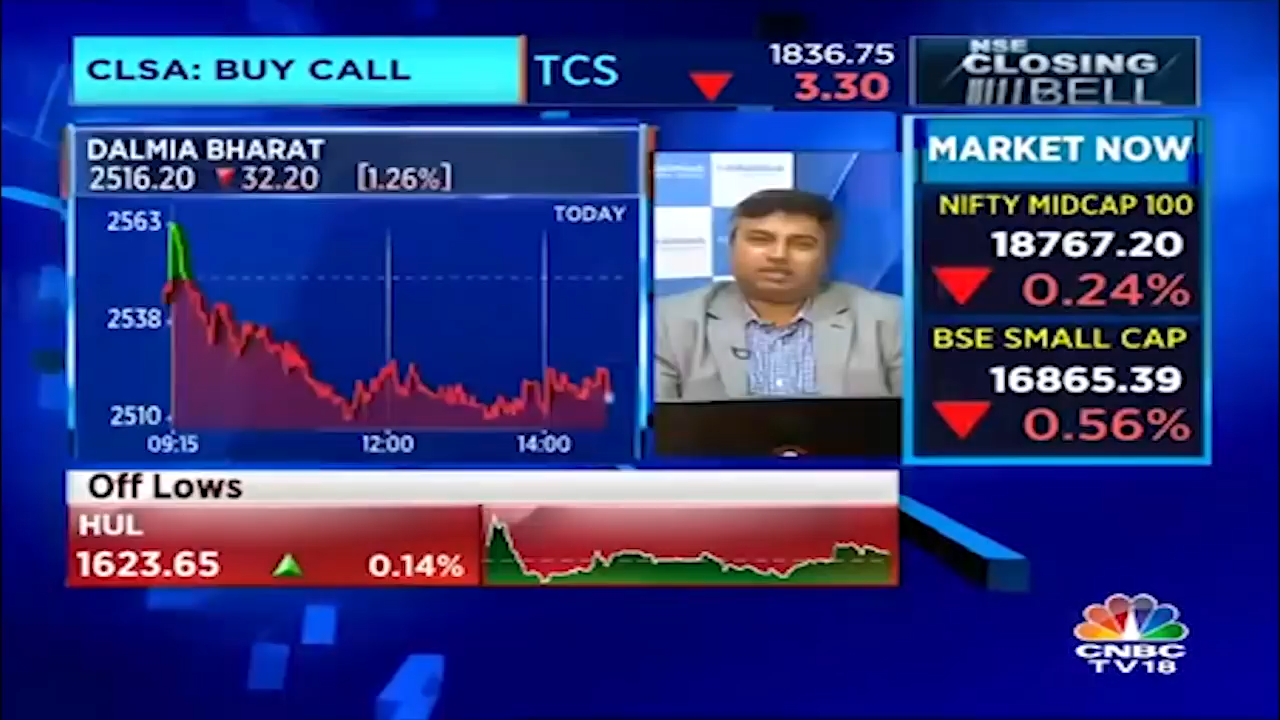 CLSA: BUY CALL
TCS
1836.75
3.30
NSE
CLOSING
BELL
DALMIA BHARAT
2516.20 32.20 [1.26%]
TODAY
2563
2538
2510
09:15 12:00 14:00
MARKET NOW
NIFTY MIDCAP 100
18767.20
0.24%
BSE SMALL CAP
16865.39
0.56%
Off Lows
HUL
1623.65 0.14%
CNBC
TV18